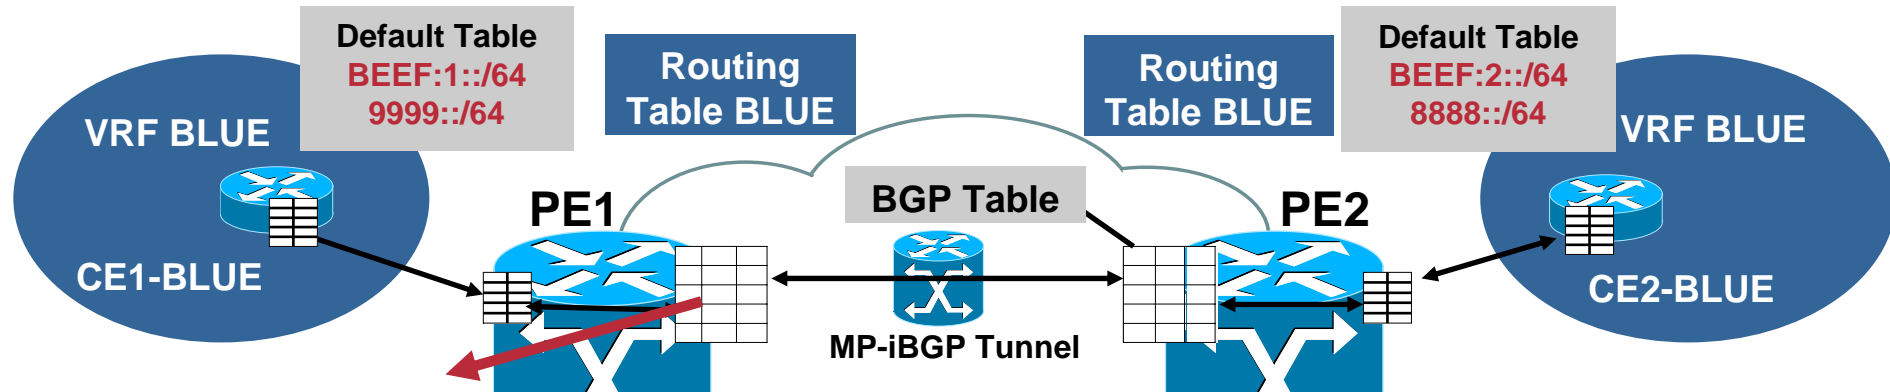 Default Table
BEEF:1::/64
9999::/64
Routing
Table BLUE
Routing
Table BLUE
Default Table
BEEF:2::/64
8888::/64
VRF BLUE
VRF BLUE
PE1
BGP Table
PE2
CE1-BLUE
CE2-BLUE
MP-iBGP Tunnel